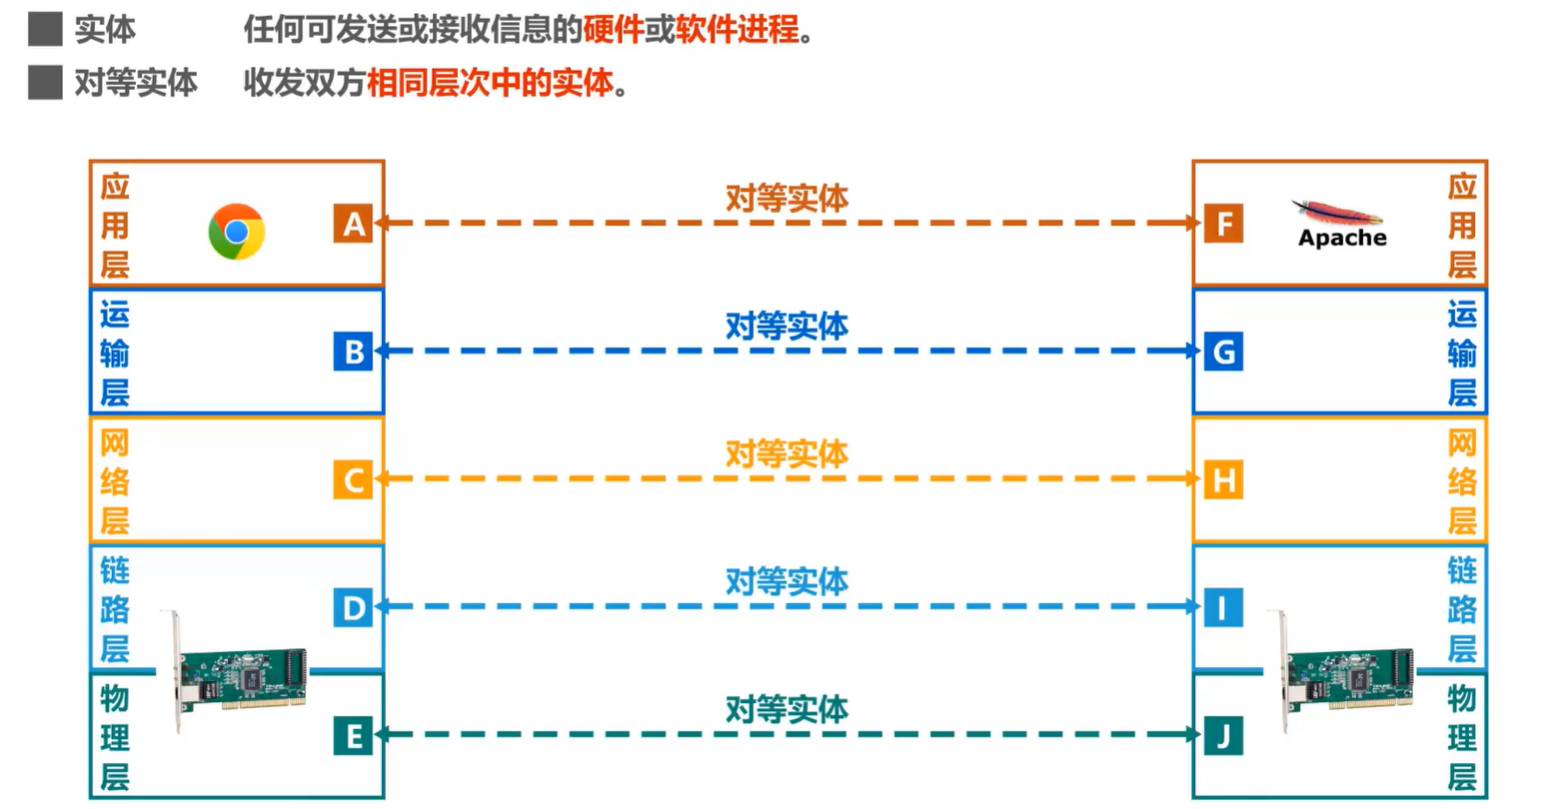 实体 任何可发送或接收信息的硬件或软件进程。
对等实体 收发双方相同层次中的实体。
应用层 A 对等实体 F Apache 应用层
运输层 B 对等实体 G 运输层
网络层 C 对等实体 H 网络层
链路层 D 对等实体 I 链路层
物理层 E 对等实体 J 物理层